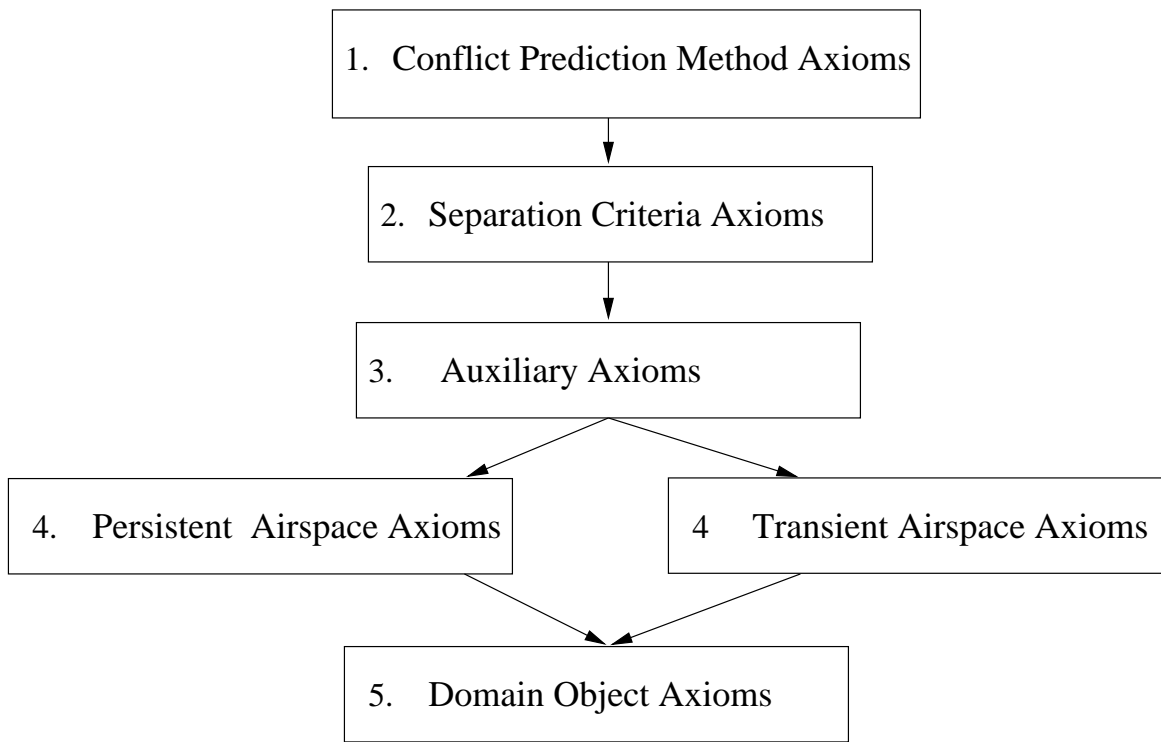 1. Conflict Prediction Method Axioms
2. Separation Criteria Axioms
3. Auxiliary Axioms
4. Persistent Airspace Axioms
4 Transient Airspace Axioms
5. Domain Object Axioms